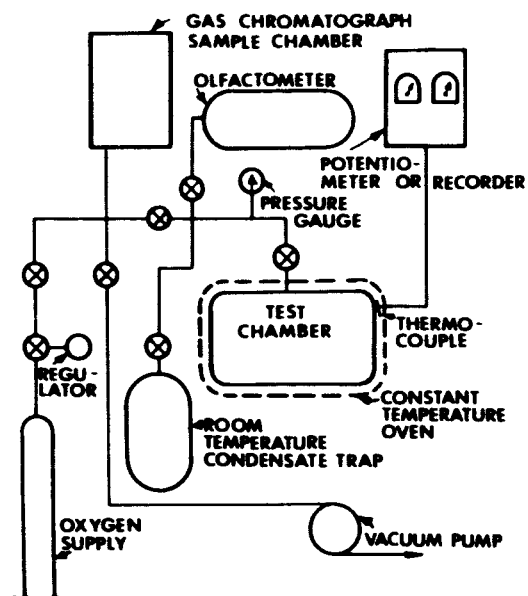 GAS CHROMATOGRAPH
SAMPLE CHAMBER
OLFACTOMETER
POTENTIO-
METER OR RECORDER
PRESSURE
GAUGE
TEST
CHAMBER
THERMO-
COUPLE
REGU-
LATOR
CONSTANT
TEMPERATURE
OVEN
ROOM
TEMPERATURE
CONDENSATE TRAP
OXYGEN
SUPPLY
VACUUM PUMP